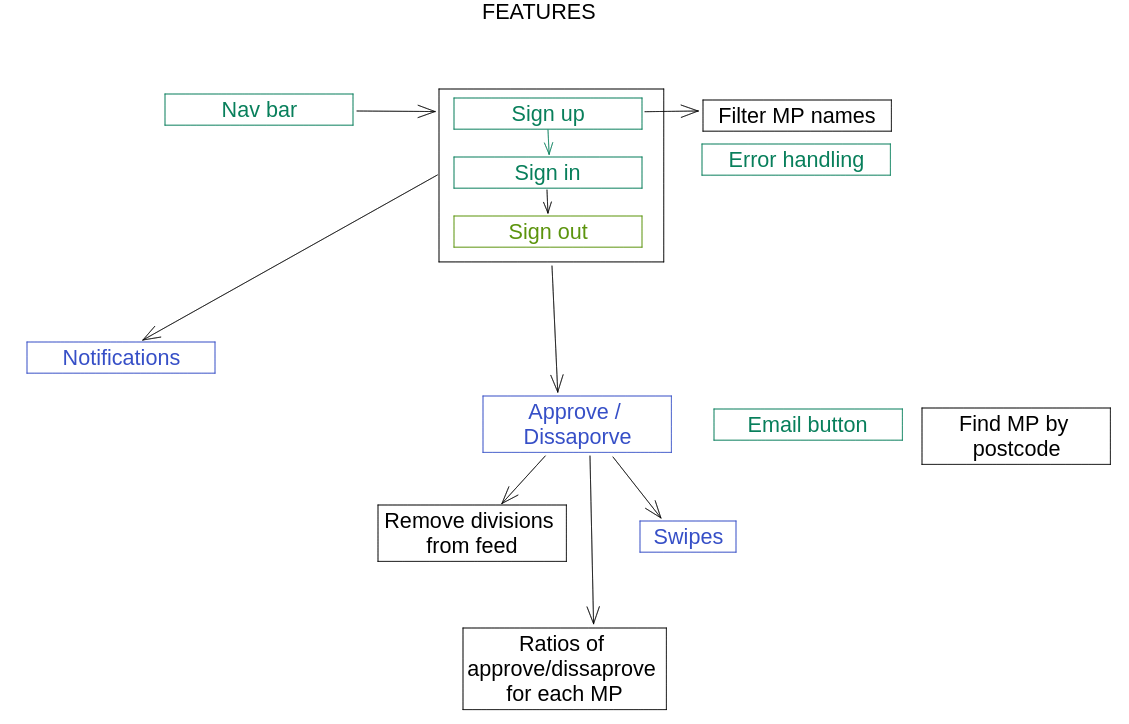 FEATURES
Nav bar
Sign up
Filter MP names
Error handling
Sign in
Sign out
Notifications
Approve /
Dissaporve
Email button
Find MP by
postcode
Remove divisions
from feed
Swipes
Ratios of
approve/dissaprove
for each MP